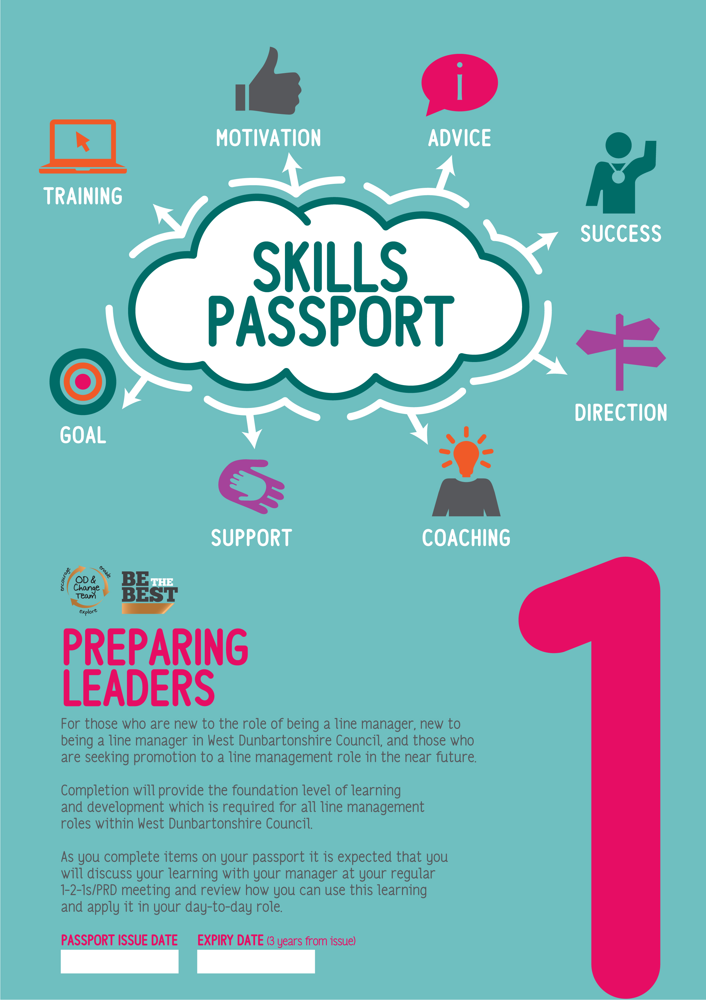 MOTIVATION
ADVICE
TRAINING
SUCCESS
SKILLS
PASSPORT
DIRECTION
GOAL
SUPPORT
COACHING
encourage
enable
OD &
Change
Team
explore
BE THE
BEST
1
PREPARING
LEADERS
For those who are new to the role of being a line manager, new to
being a line manager in West Dunbartonshire Council, and those who
are seeking promotion to a line management role in the near future.
Completion will provide the foundation level of learning
and development which is required for all line management
roles within West Dunbartonshire Council.
As you complete items on your passport it is expected that you
will discuss your learning with your manager at your regular
1-2-1s/PRD meeting and review how you can use this learning
and apply it in your day-to-day role.
PASSPORT ISSUE DATE
EXPIRY DATE (3 years from issue)